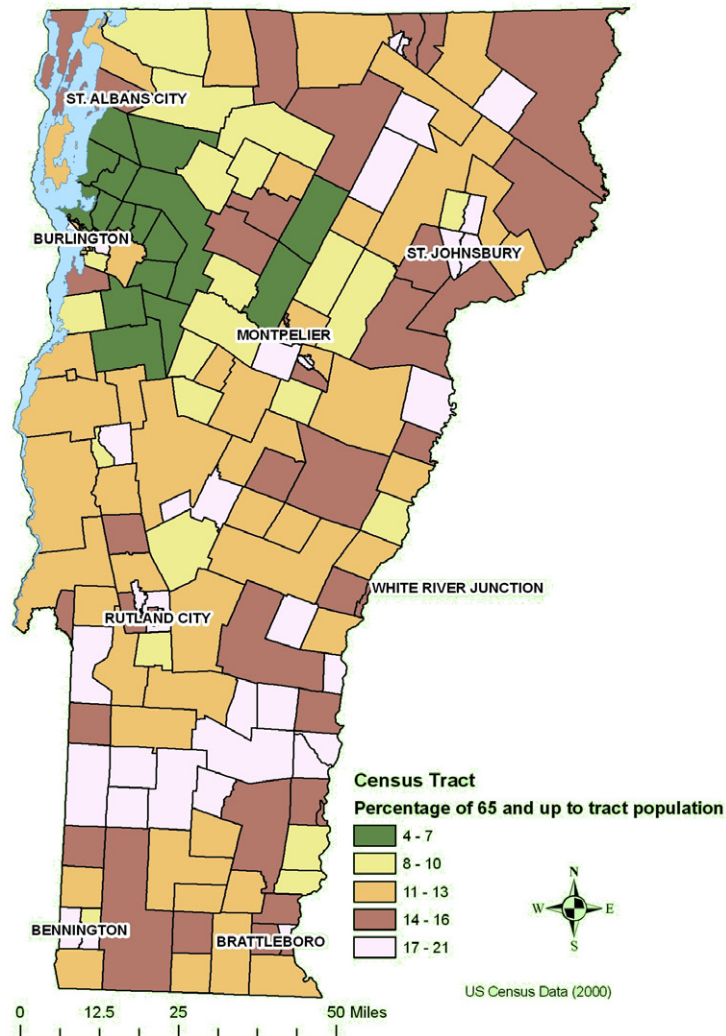 ST. ALBANS CITY
BURLINGTON
ST. JOHNSBURY
MONTPELIER
WHITE RIVER JUNCTION
RUTLAND CITY
Census Tract
Percentage of 65 and up to tract population
4 - 7
8 - 10
11 - 13
14 - 16
17 - 21
N
W E
S
BENNINGTON
BRATTLEBORO
US Census Data (2000)
0 12.5 25 50 Miles